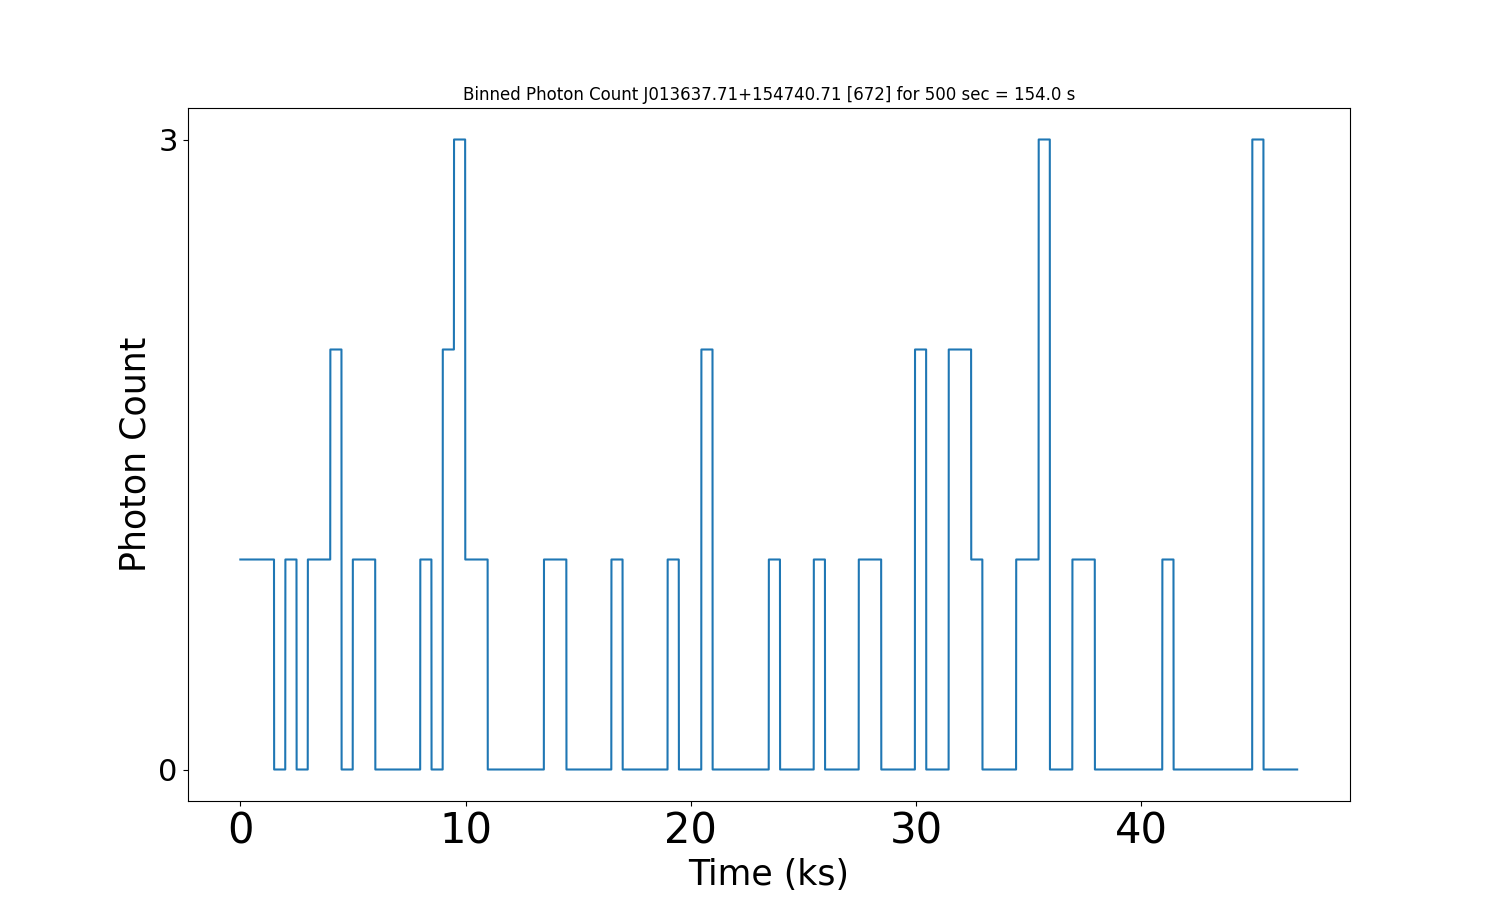 Binned Photon Count J013637.71+154740.71 [672] for 500 sec = 154.0 s
3
Photon Count
0
0 10 20 30 40
Time (ks)